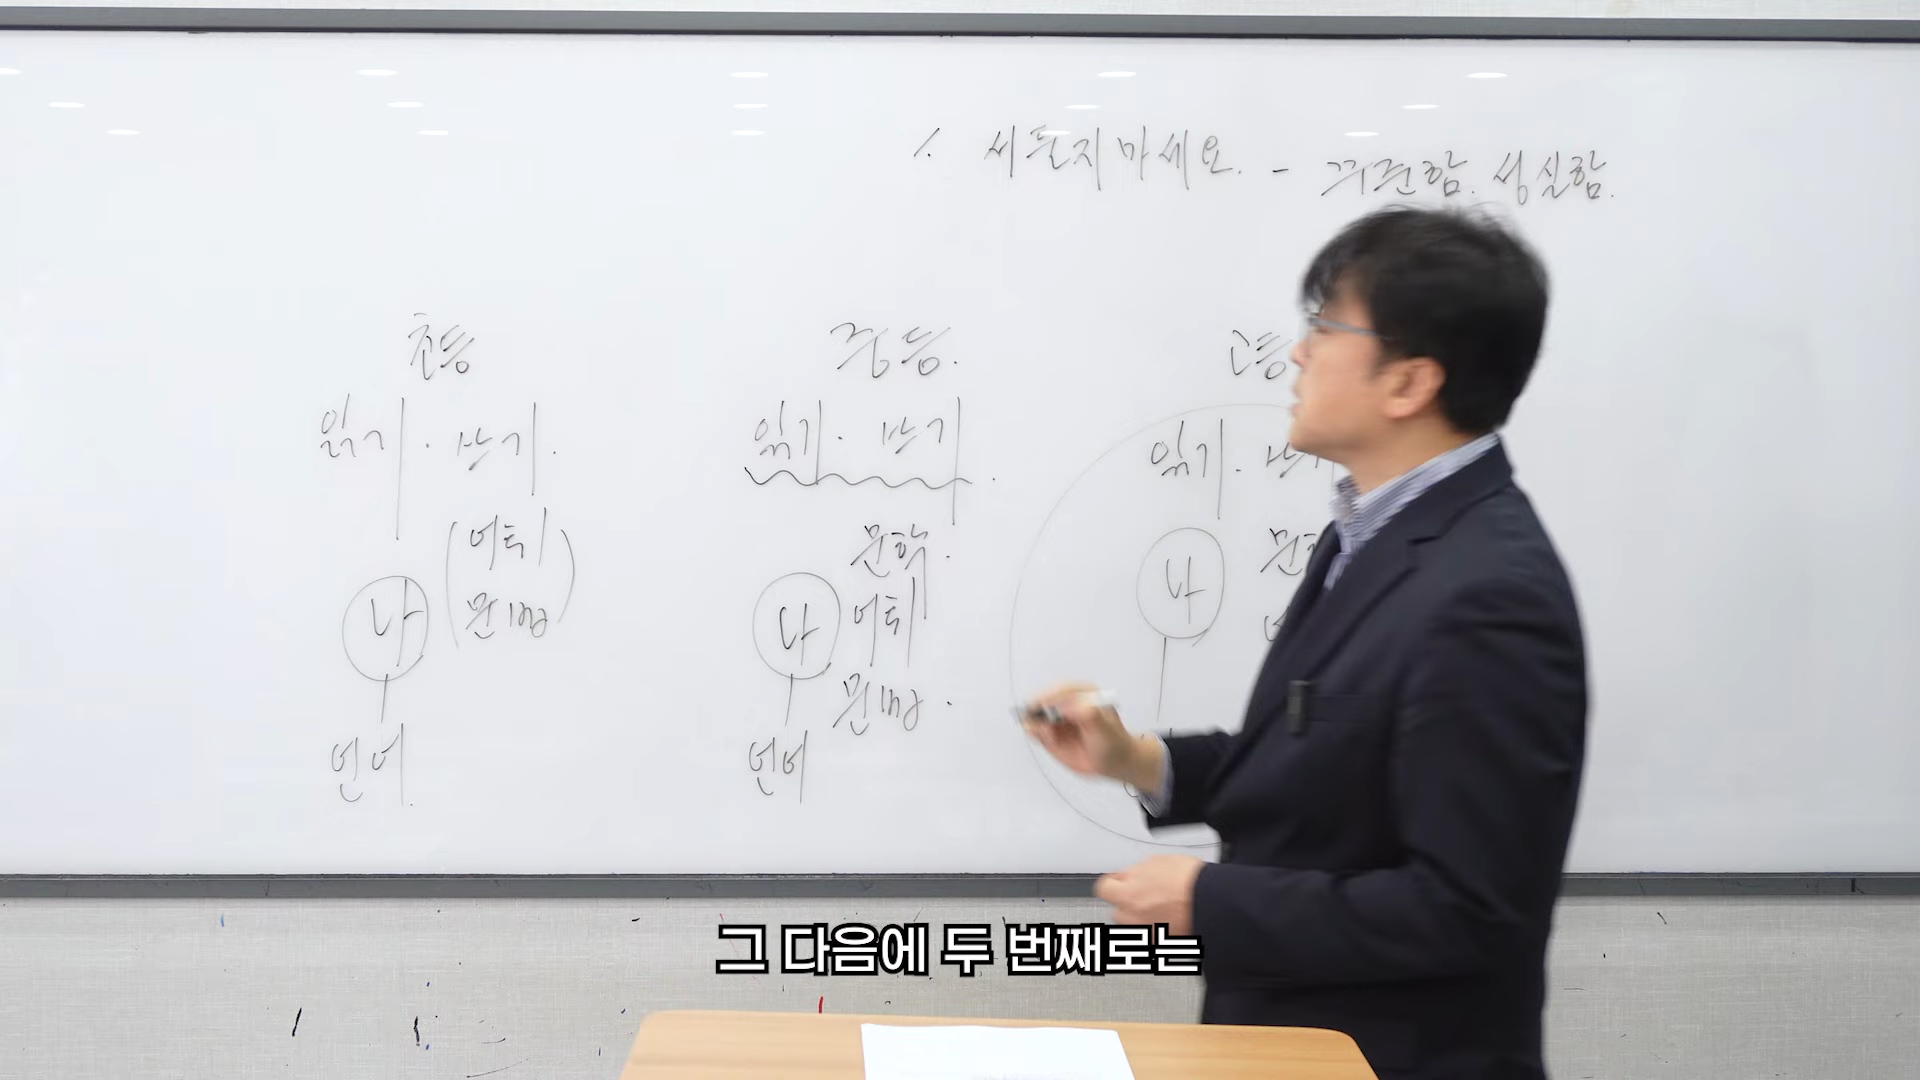 1. 서둘지마세요. - 꾸준함. 성실함.
초등
읽기 · 쓰기.
(어휘
문법)
나
언어.
중등.
읽기 · 쓰기.
문학.
어휘
문법.
나
언어
고등
읽기 · 쓰기
나
그 다음에 두 번째로는